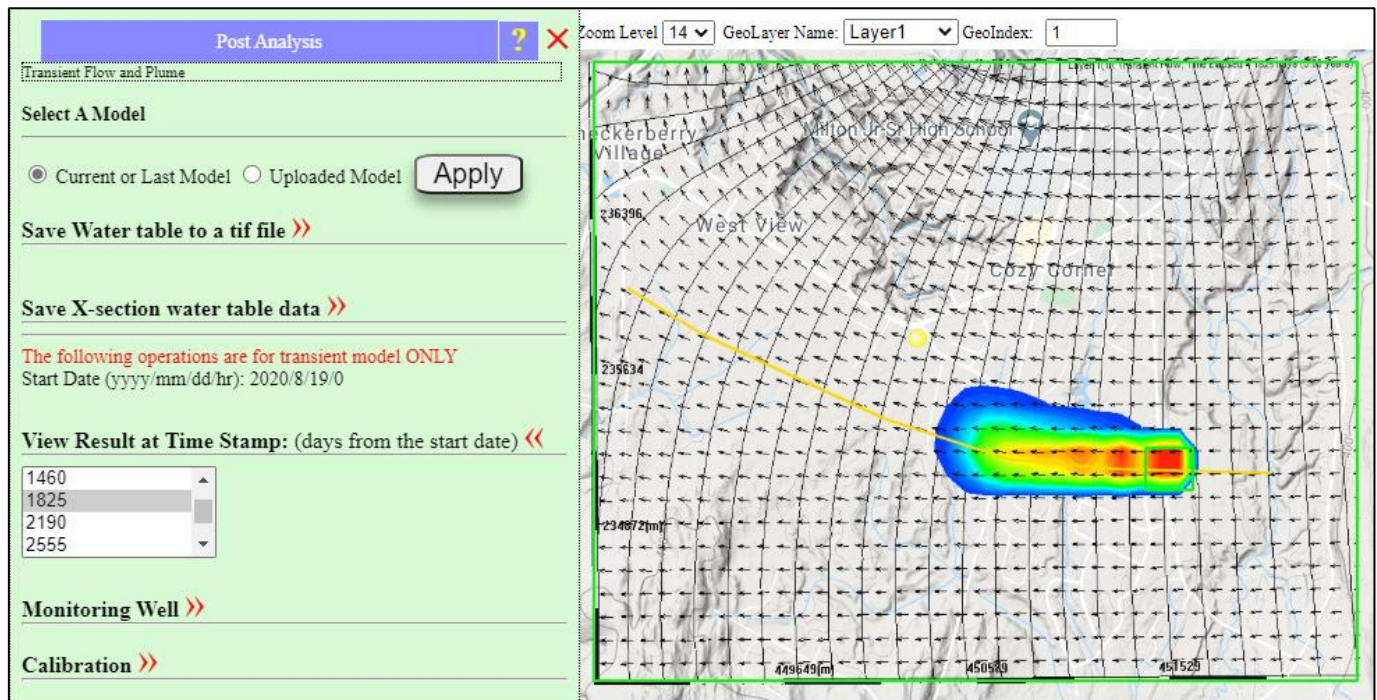 Post Analysis ?
Transient Flow and Plume
Select A Model
Current or Last Model Uploaded Model Apply
Save Water table to a tif file
Save X-section water table data
The following operations are for transient model ONLY
Start Date (yyyy/mm/dd/hr): 2020/8/19/0
View Result at Time Stamp: (days from the start date)
1460
1825
2190
2555
Monitoring Well
Calibration
Zoom Level 14 GeoLayer Name: Layer1 GeoIndex: 1
Milton Jr-Sr High School
Village
236396
West View
Cozy Corner
235634
234872(m)
449649(m) 450589 451529
400